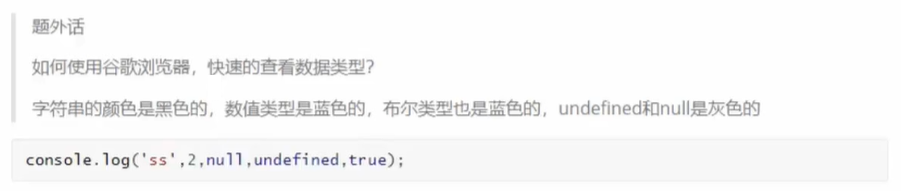 题外话
如何使用谷歌浏览器，快速的查看数据类型？
字符串的颜色是黑色的，数值类型是蓝色的，布尔类型也是蓝色的，undefined和null是灰色的
console.log('ss',2,null,undefined,true);